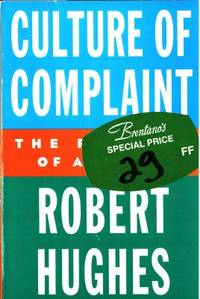 CULTURE OF
COMPLAINT
THE F
OF A
Brentano's
SPECIAL PRICE
29 FF
ROBERT
HUGHES